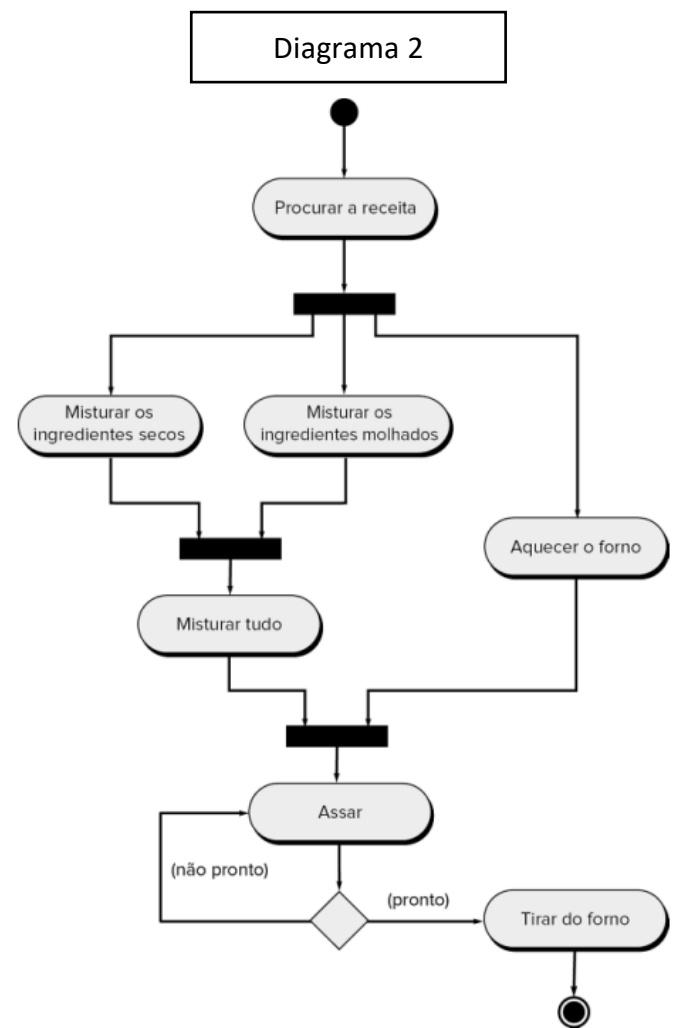 Diagrama 2
Procurar a receita
Misturar os
ingredientes secos
Misturar os
ingredientes molhados
Aquecer o forno
Misturar tudo
Assar
(não pronto)
(pronto)
Tirar do forno